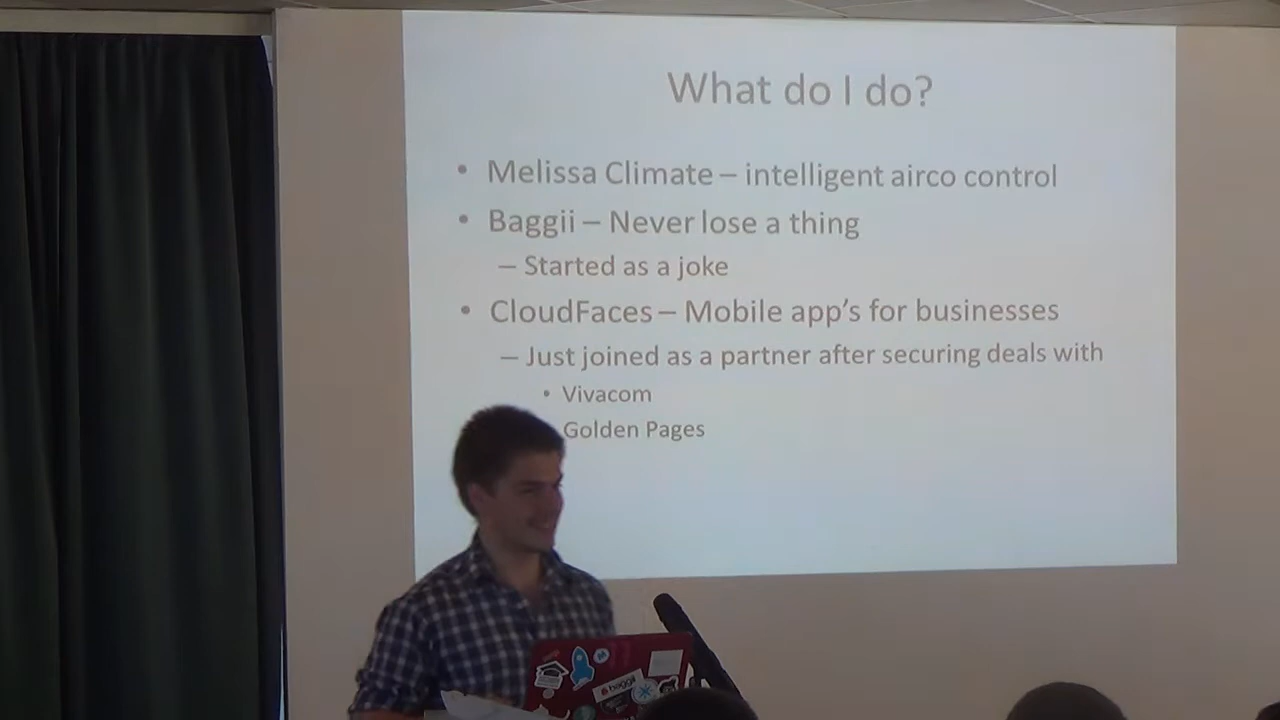 What do I do?
• Melissa Climate – intelligent airco control
• Baggii – Never lose a thing
– Started as a joke
• CloudFaces – Mobile app's for businesses
– Just joined as a partner after securing deals with
• Vivacom
Golden Pages
baggii